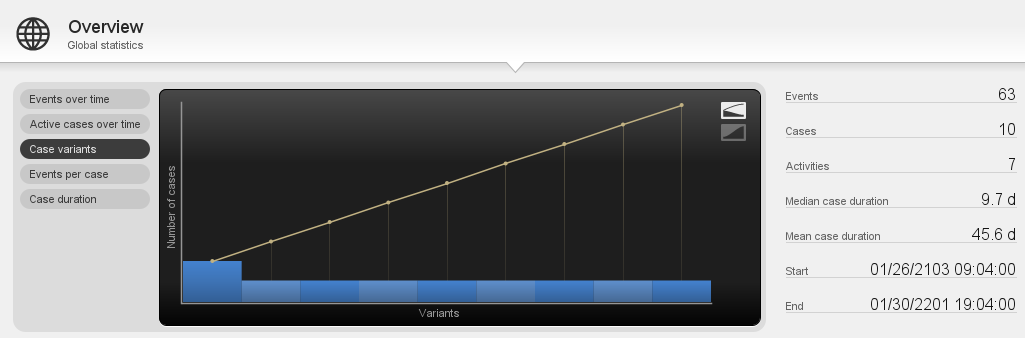 Overview
Global statistics
Events over time
Active cases over time
Case variants
Events per case
Case duration
Number of cases
Variants
Events 63
Cases 10
Activities 7
Median case duration 9.7 d
Mean case duration 45.6 d
Start 01/26/2103 09:04:00
End 01/30/2201 19:04:00